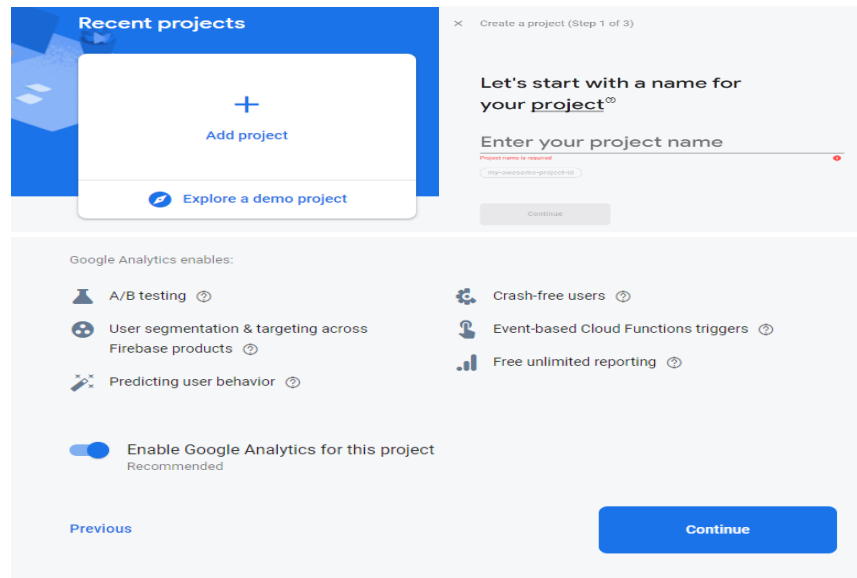 Recent projects
Add project
Explore a demo project
× Create a project (Step 1 of 3)
Let's start with a name for
your project
Enter your project name
Project name is required
my-awesome-project-id
Continue
Google Analytics enables:
A/B testing
User segmentation & targeting across
Firebase products
Predicting user behavior
Crash-free users
Event-based Cloud Functions triggers
Free unlimited reporting
Enable Google Analytics for this project
Recommended
Previous
Continue